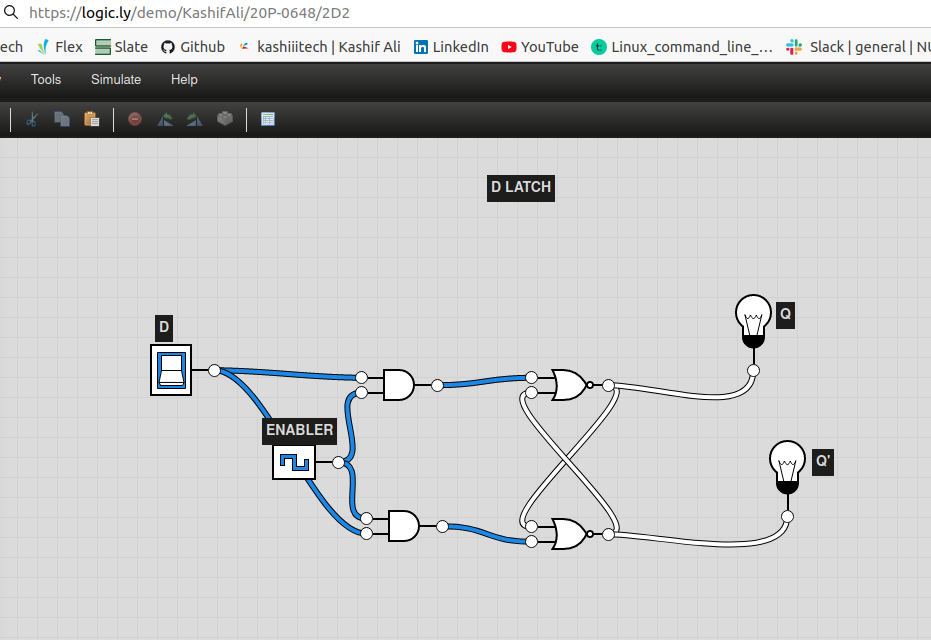 https://logic.ly/demo/KashifAli/20P-0648/2D2
ech Flex Slate Github kashiiitech | Kashif Ali LinkedIn YouTube Linux_command_line_... Slack | general | NU
Tools Simulate Help
D LATCH
D
Q
ENABLER
Q'